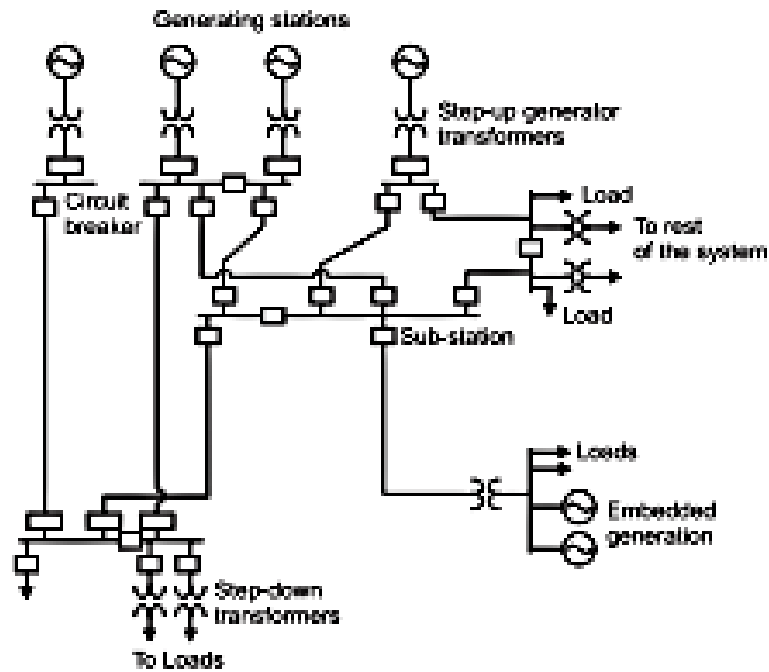 Generating stations
Step-up generator
transformers
Circuit
breaker
Load
To rest
of the system
Load
Sub-station
Loads
Embedded
generation
Step-down
transformers
To Loads